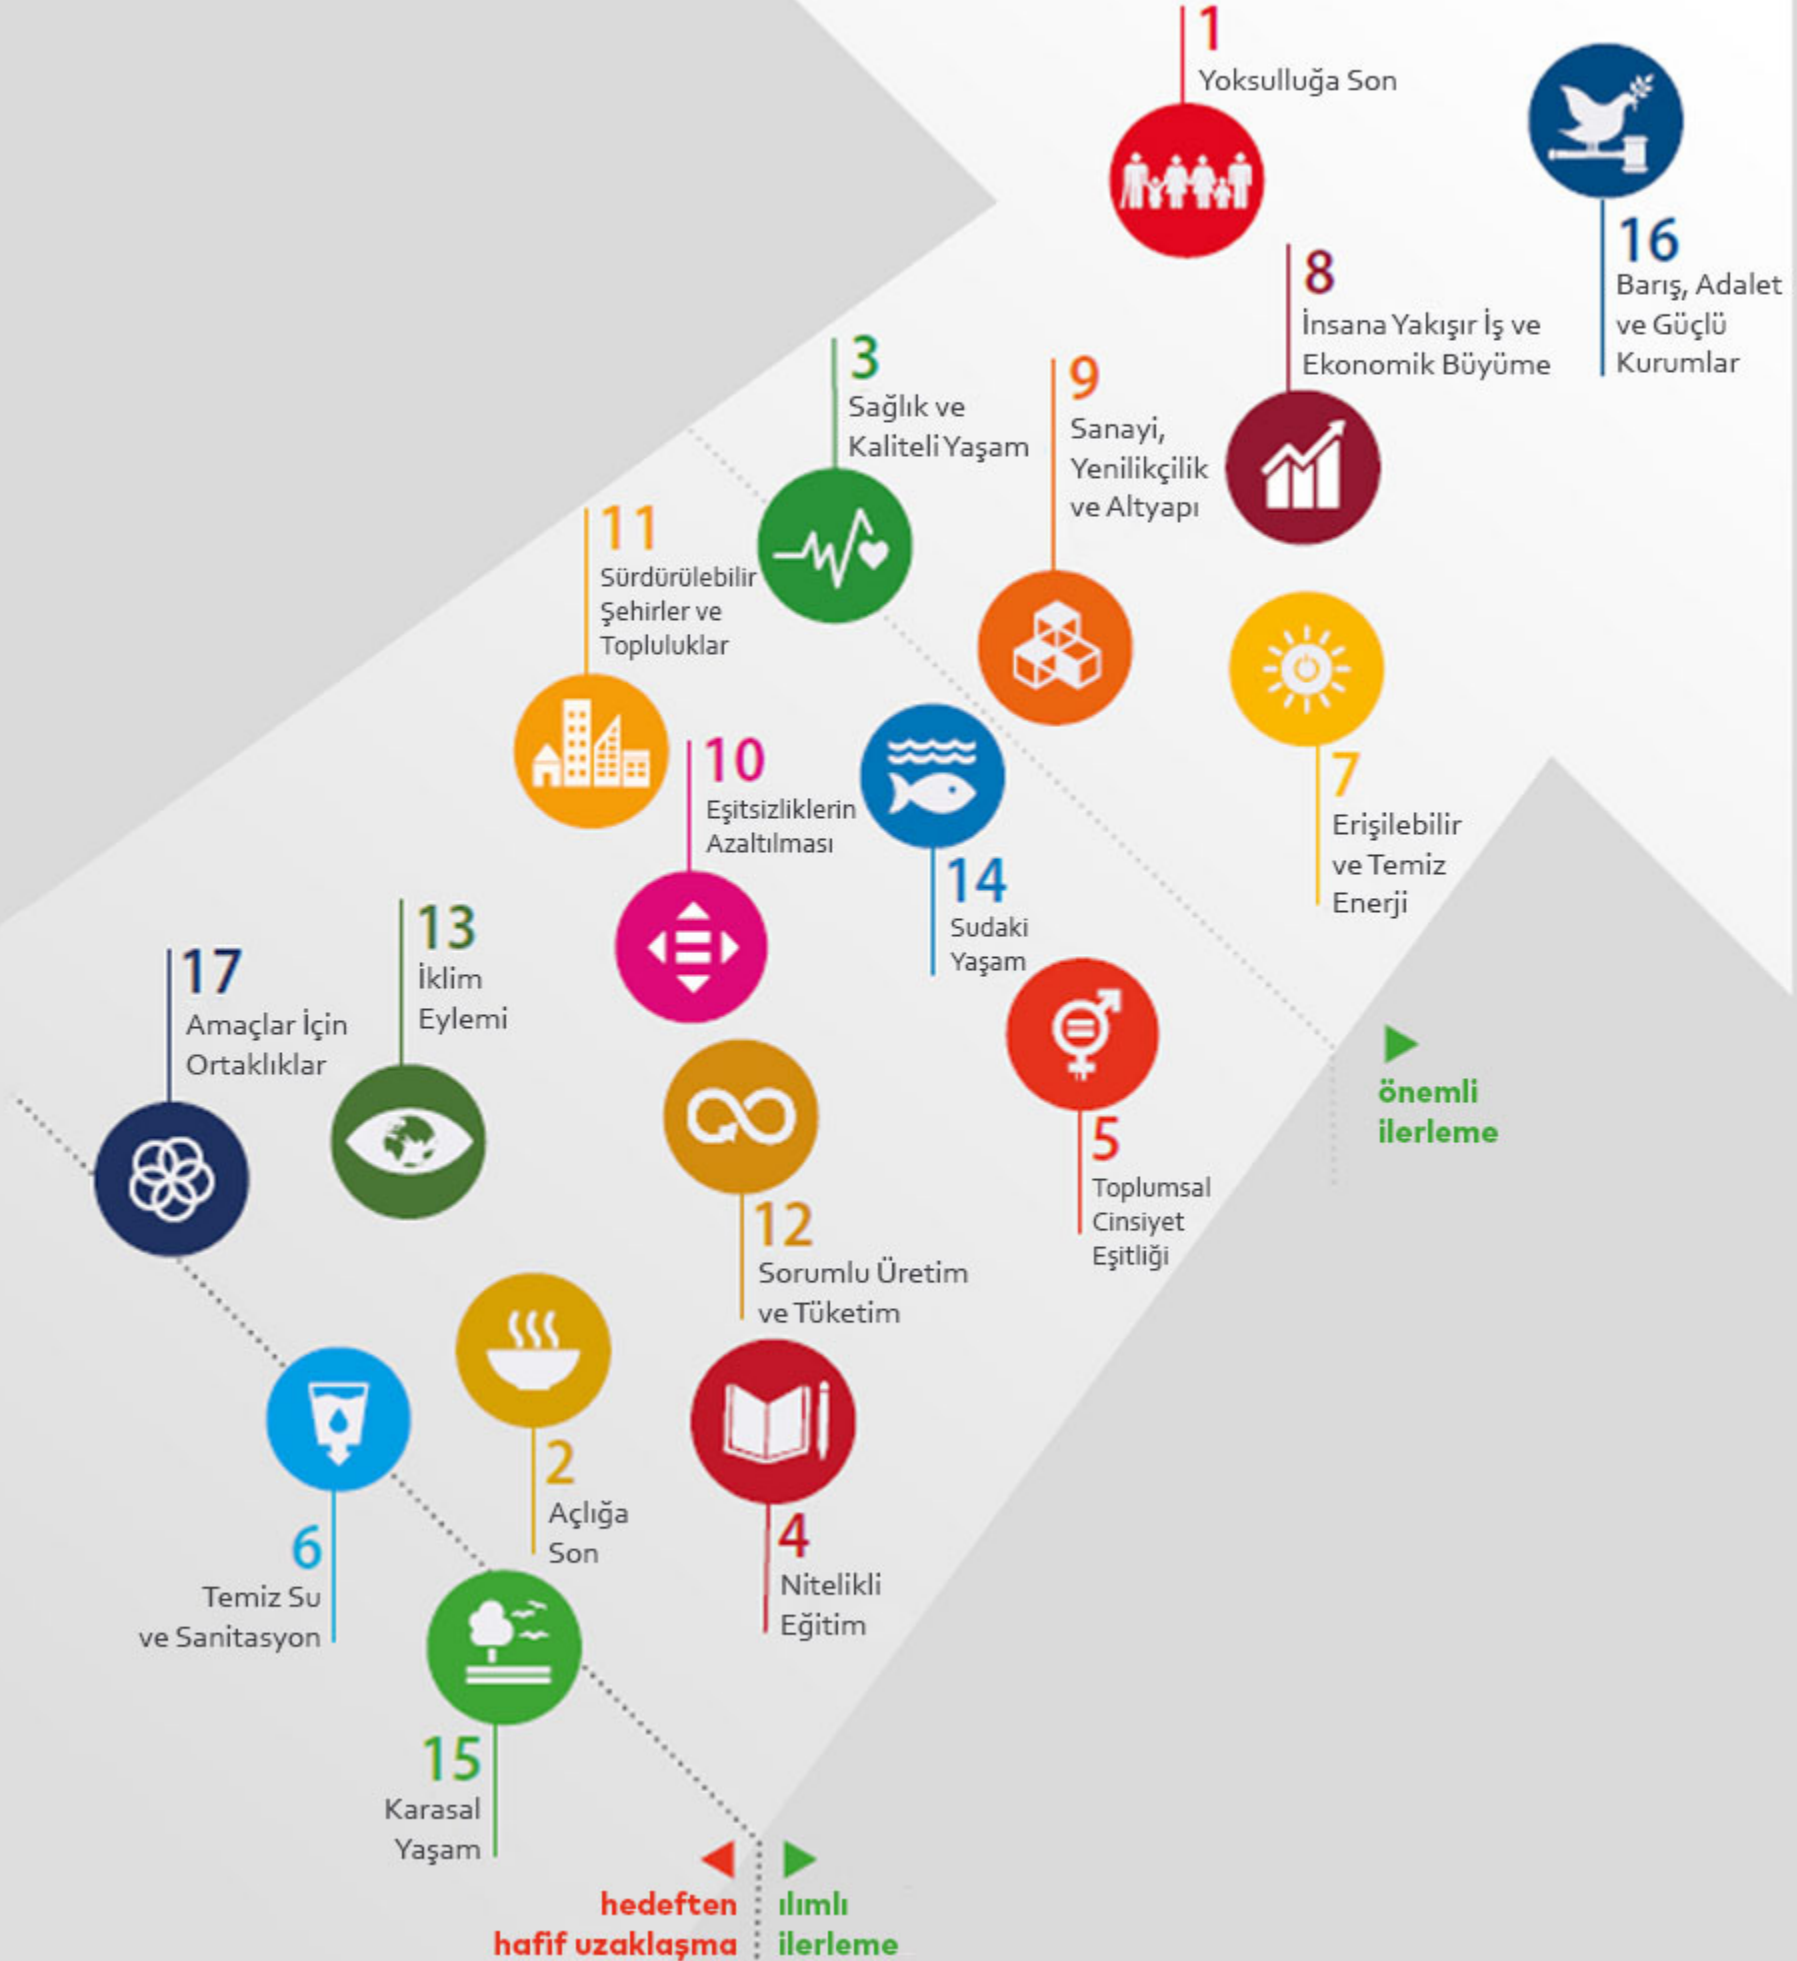 1
Yoksulluğa Son
16
Barış, Adalet
ve Güçlü
Kurumlar
8
İnsana Yakışır İş ve
Ekonomik Büyüme
3
Sağlık ve
Kaliteli Yaşam
9
Sanayi,
Yenilikçilik
ve Altyapı
11
Sürdürülebilir
Şehirler ve
Topluluklar
10
Eşitsizliklerin
Azaltılması
7
Erişilebilir
ve Temiz
Enerji
14
Sudaki
Yaşam
13
İklim
Eylemi
17
Amaçlar İçin
Ortaklıklar
önemli
ilerleme
5
Toplumsal
Cinsiyet
Eşitliği
12
Sorumlu Üretim
ve Tüketim
2
Açlığa
Son
6
Temiz Su
ve Sanitasyon
4
Nitelikli
Eğitim
15
Karasal
Yaşam
hedeften
hafif uzaklaşma
ılımlı
ilerleme